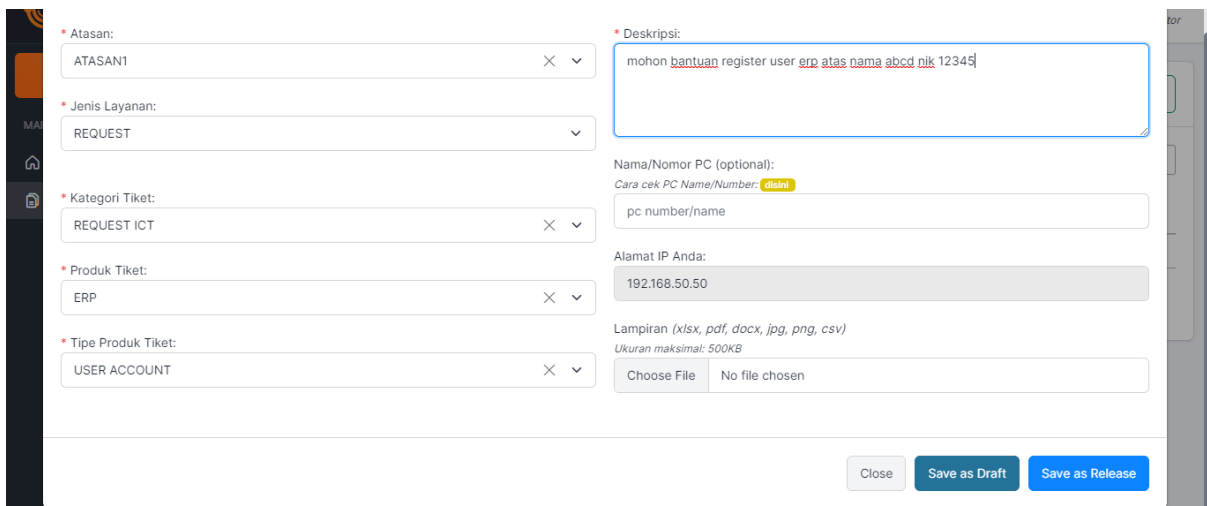 tor
* Atasan:
ATASAN1
* Jenis Layanan:
REQUEST
* Kategori Tiket:
REQUEST ICT
* Produk Tiket:
ERP
* Tipe Produk Tiket:
USER ACCOUNT
* Deskripsi:
mohon bantuan register user erp atas nama abcd nik 12345
Nama/Nomor PC (optional):
Cara cek PC Name/Number: disini
pc number/name
Alamat IP Anda:
192.168.50.50
Lampiran (xlsx, pdf, docx, jpg, png, csv)
Ukuran maksimal: 500KB
Choose File No file chosen
Close Save as Draft Save as Release